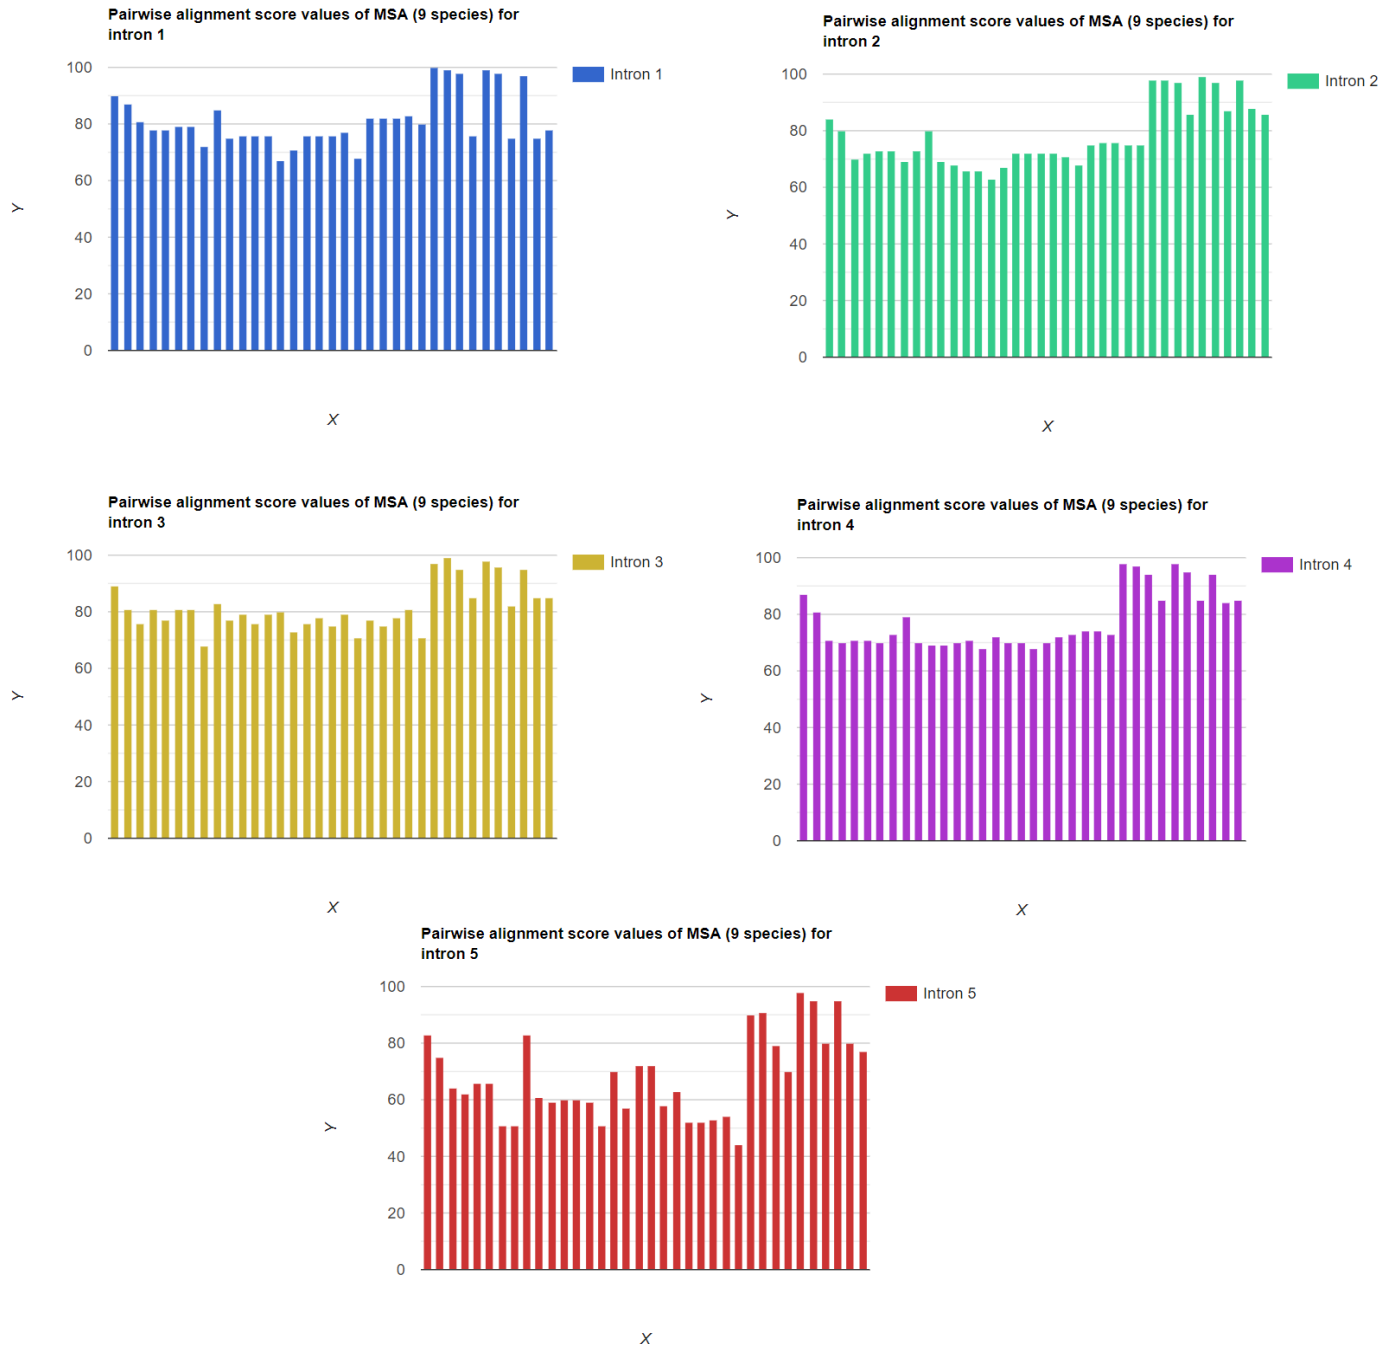 Pairwise alignment score values of MSA (9 species) for
intron 1
100
80
60
40
20
0
Y
X
Intron 1
Pairwise alignment score values of MSA (9 species) for
intron 2
100
80
60
40
20
0
Y
X
Intron 2
Pairwise alignment score values of MSA (9 species) for
intron 3
100
80
60
40
20
0
Y
X
Intron 3
Pairwise alignment score values of MSA (9 species) for
intron 4
100
80
60
40
20
0
Y
X
Intron 4
Pairwise alignment score values of MSA (9 species) for
intron 5
100
80
60
40
20
0
Y
X
Intron 5